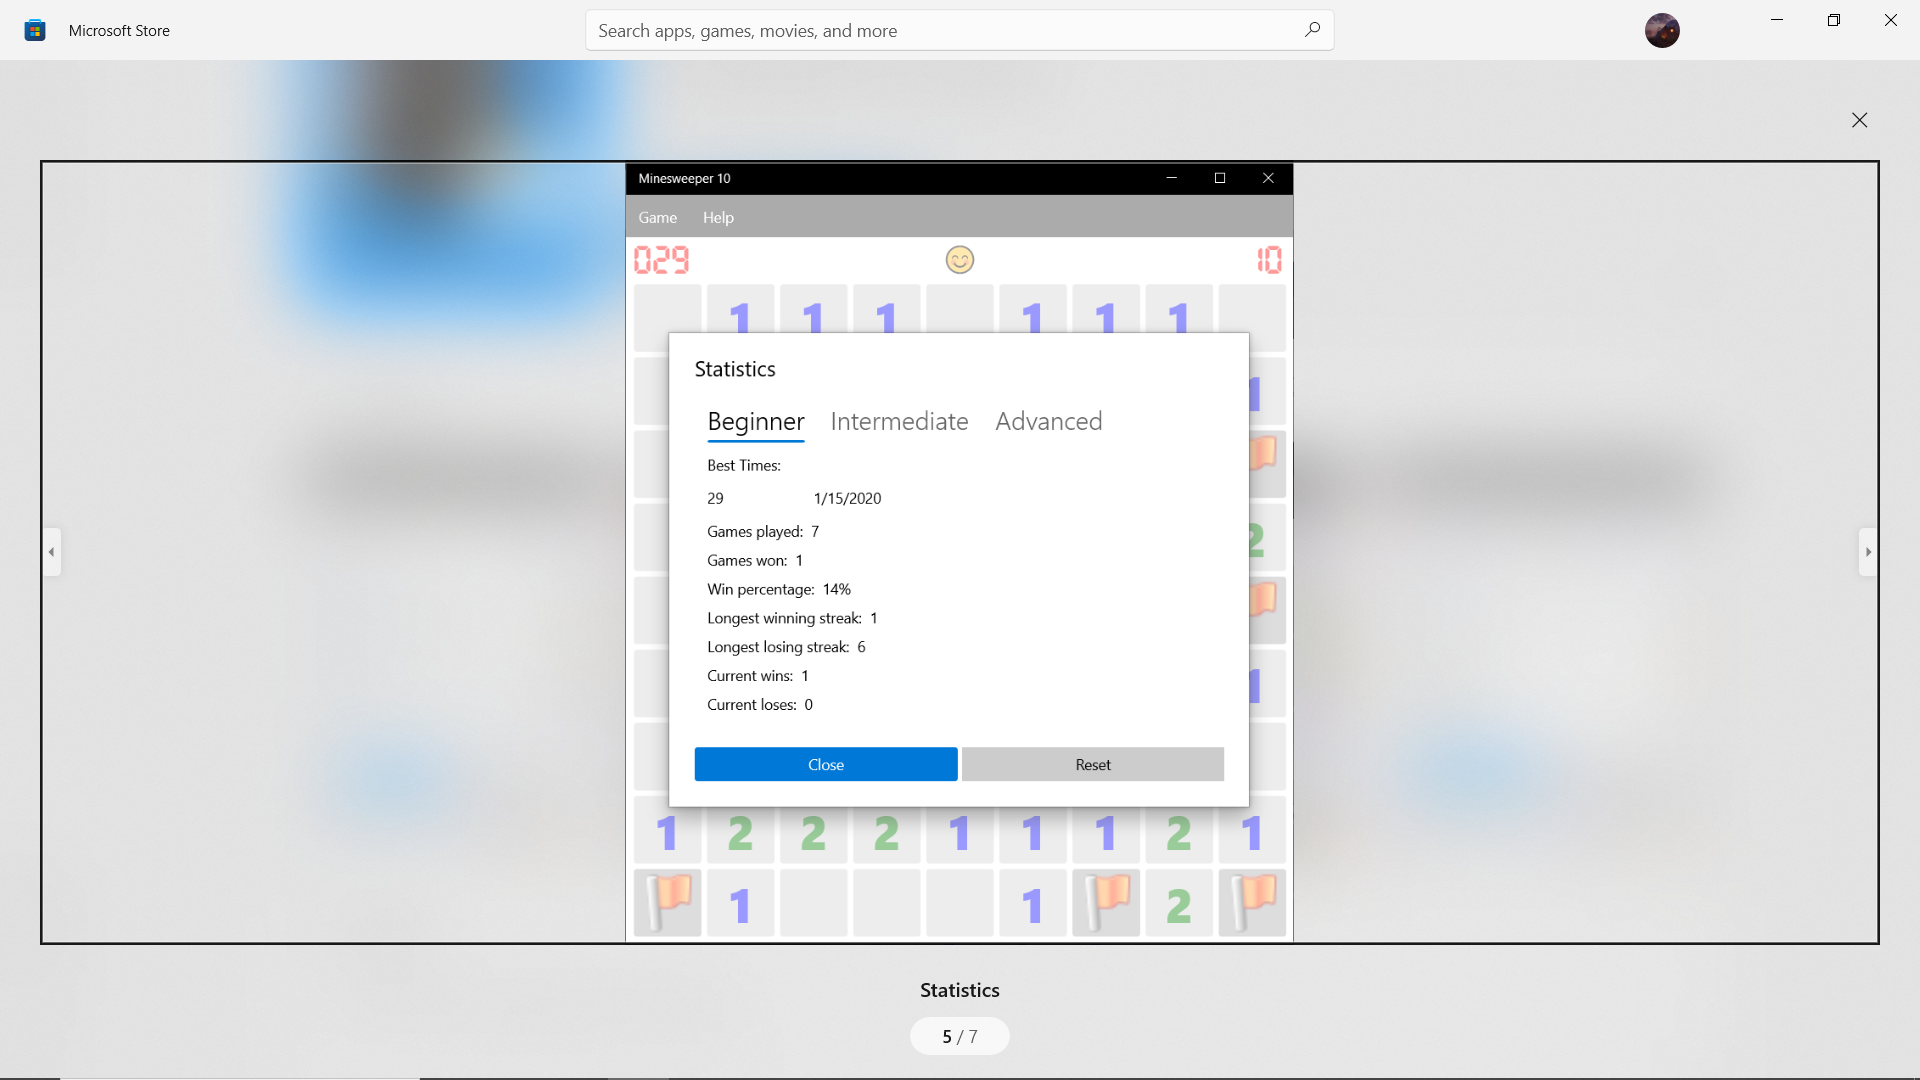 Microsoft Store
Search apps, games, movies, and more
Minesweeper 10
Game Help
029 10
1 1 1 1 1 1
1
2
1
Statistics
Beginner Intermediate Advanced
Best Times:
29 1/15/2020
Games played: 7
Games won: 1
Win percentage: 14%
Longest winning streak: 1
Longest losing streak: 6
Current wins: 1
Current loses: 0
Close Reset
1 2 2 2 1 1 1 2 1
1 1 2
Statistics
5 / 7